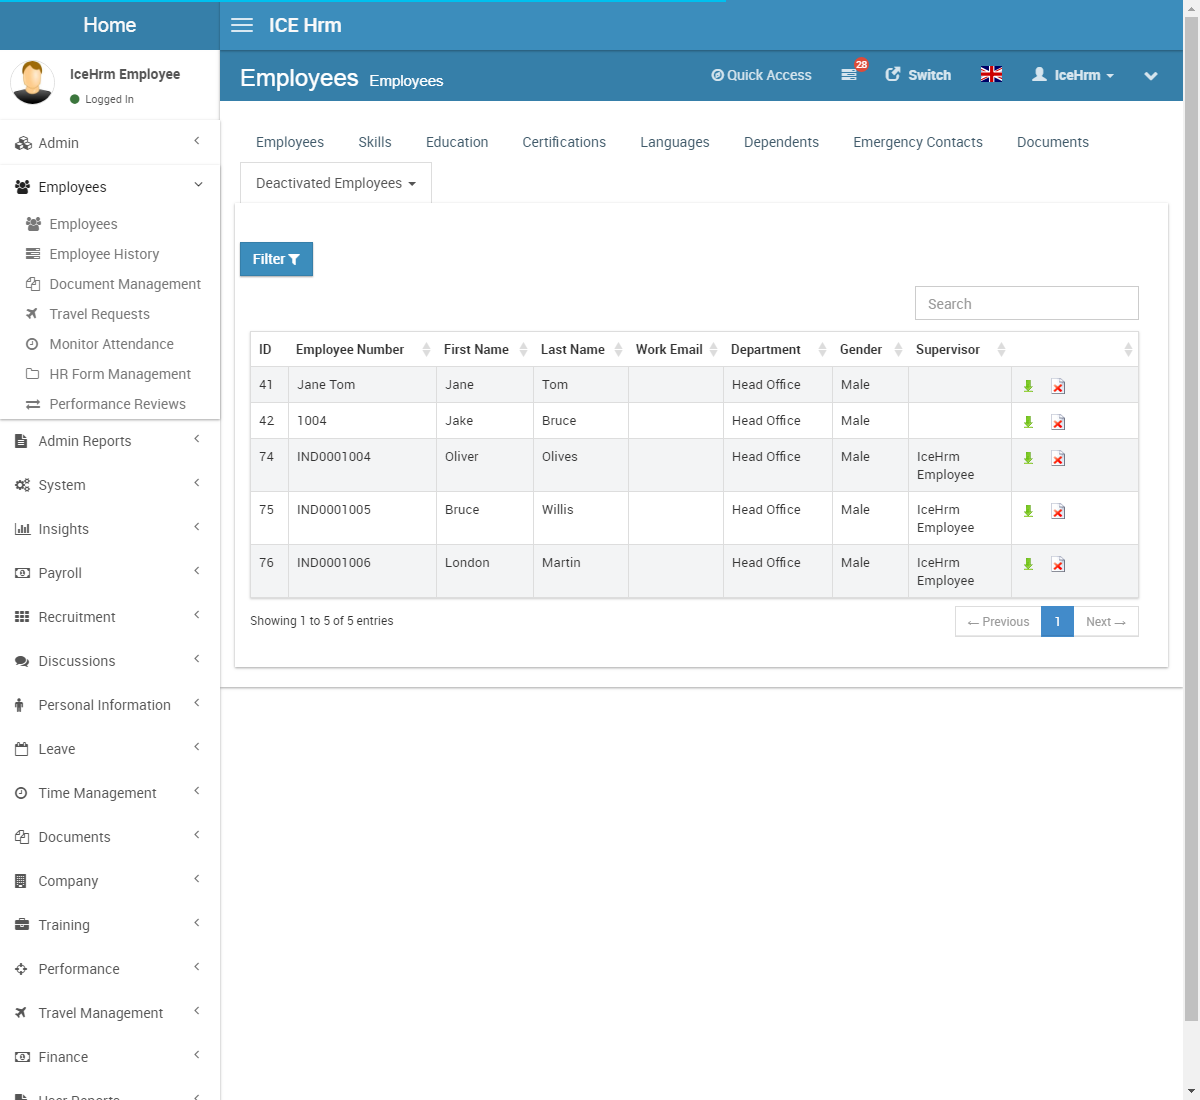 Home
ICE Hrm
IceHrm Employee
Logged In
Employees Employees
Quick Access
28
Switch
IceHrm
Admin
Employees
Employees
Employee History
Document Management
Travel Requests
Monitor Attendance
HR Form Management
Performance Reviews
Admin Reports
System
Insights
Payroll
Recruitment
Discussions
Personal Information
Leave
Time Management
Documents
Company
Training
Performance
Travel Management
Finance
User Reports
Employees Skills Education Certifications Languages Dependents Emergency Contacts Documents
Deactivated Employees
Filter
Search
ID Employee Number First Name Last Name Work Email Department Gender Supervisor
41 Jane Tom Jane Tom Head Office Male
42 1004 Jake Bruce Head Office Male
74 IND0001004 Oliver Olives Head Office Male IceHrm
Employee
75 IND0001005 Bruce Willis Head Office Male IceHrm
Employee
76 IND0001006 London Martin Head Office Male IceHrm
Employee
Showing 1 to 5 of 5 entries
← Previous 1 Next →